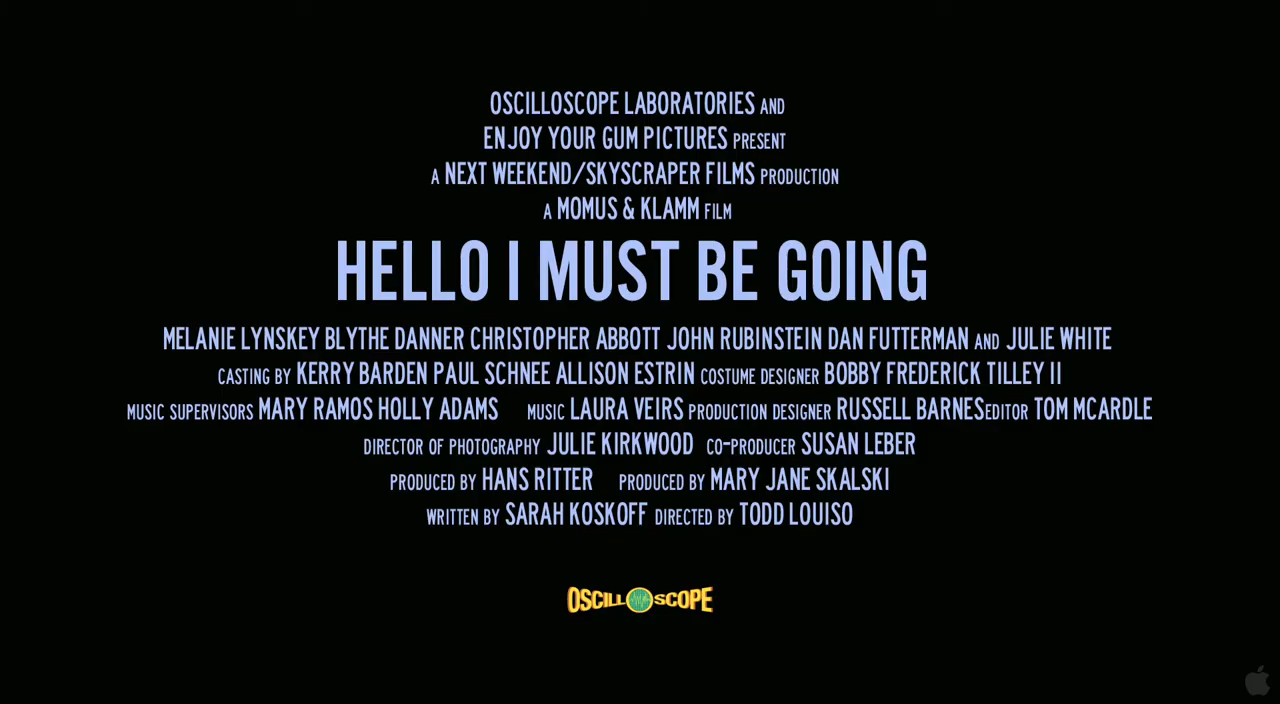 OSCILLOSCOPE LABORATORIES AND
ENJOY YOUR GUM PICTURES PRESENT
A NEXT WEEKEND/SKYSCRAPER FILMS PRODUCTION
A MOMUS & KLAMM FILM
HELLO I MUST BE GOING
MELANIE LYNSKEY BLYTHE DANNER CHRISTOPHER ABBOTT JOHN RUBINSTEIN DAN FUTTERMAN AND JULIE WHITE
CASTING BY KERRY BARDEN PAUL SCHNEE ALLISON ESTRIN COSTUME DESIGNER BOBBY FREDERICK TILLEY II
MUSIC SUPERVISORS MARY RAMOS HOLLY ADAMS MUSIC LAURA VEIRS PRODUCTION DESIGNER RUSSELL BARNESEDITOR TOM MCARDLE
DIRECTOR OF PHOTOGRAPHY JULIE KIRKWOOD CO-PRODUCER SUSAN LEBER
PRODUCED BY HANS RITTER PRODUCED BY MARY JANE SKALSKI
WRITTEN BY SARAH KOSKOFF DIRECTED BY TODD LOUISO
OSCILLOSCOPE